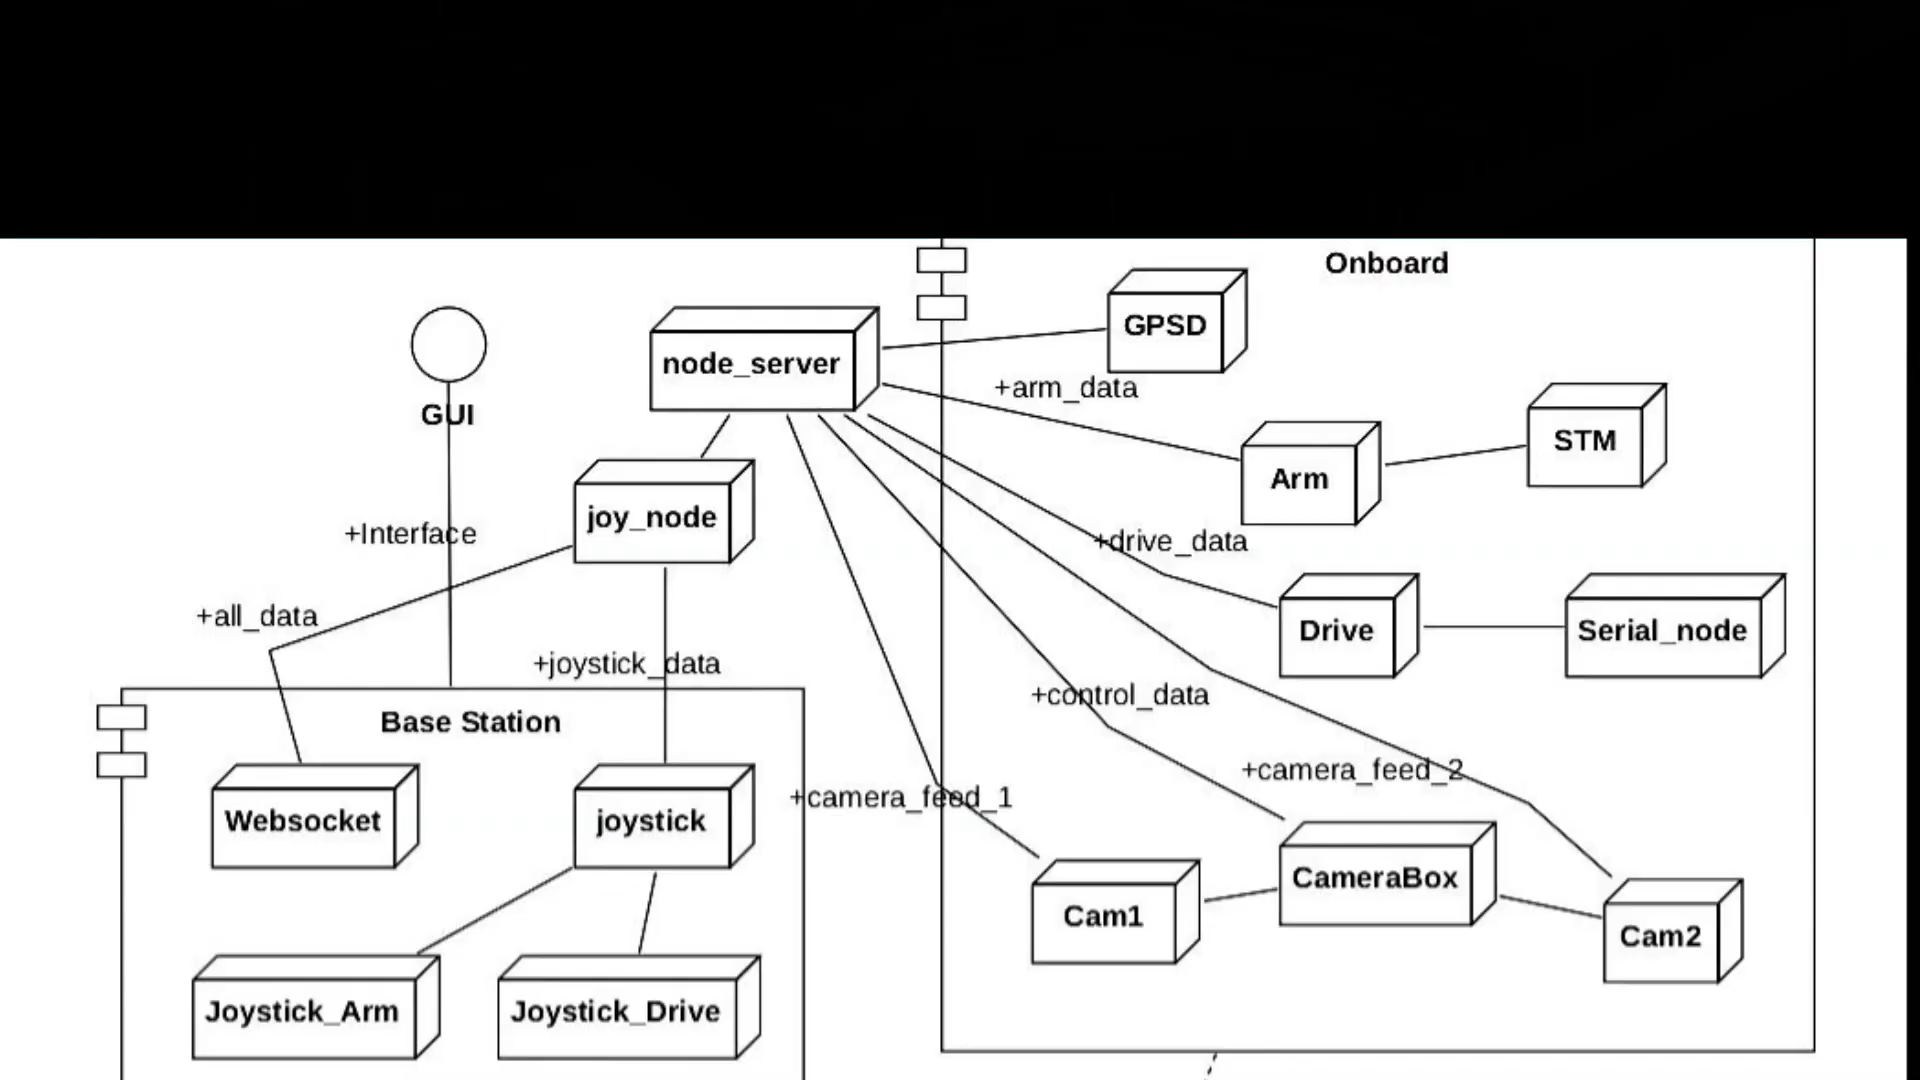 Onboard
GPSD
node_server
+arm_data
GUI
STM
Arm
joy_node
+Interface
+drive_data
+all_data
Drive
Serial_node
+joystick_data
+control_data
Base Station
+camera_feed_2
+camera_feed_1
Websocket
joystick
CameraBox
Cam1
Cam2
Joystick_Arm
Joystick_Drive